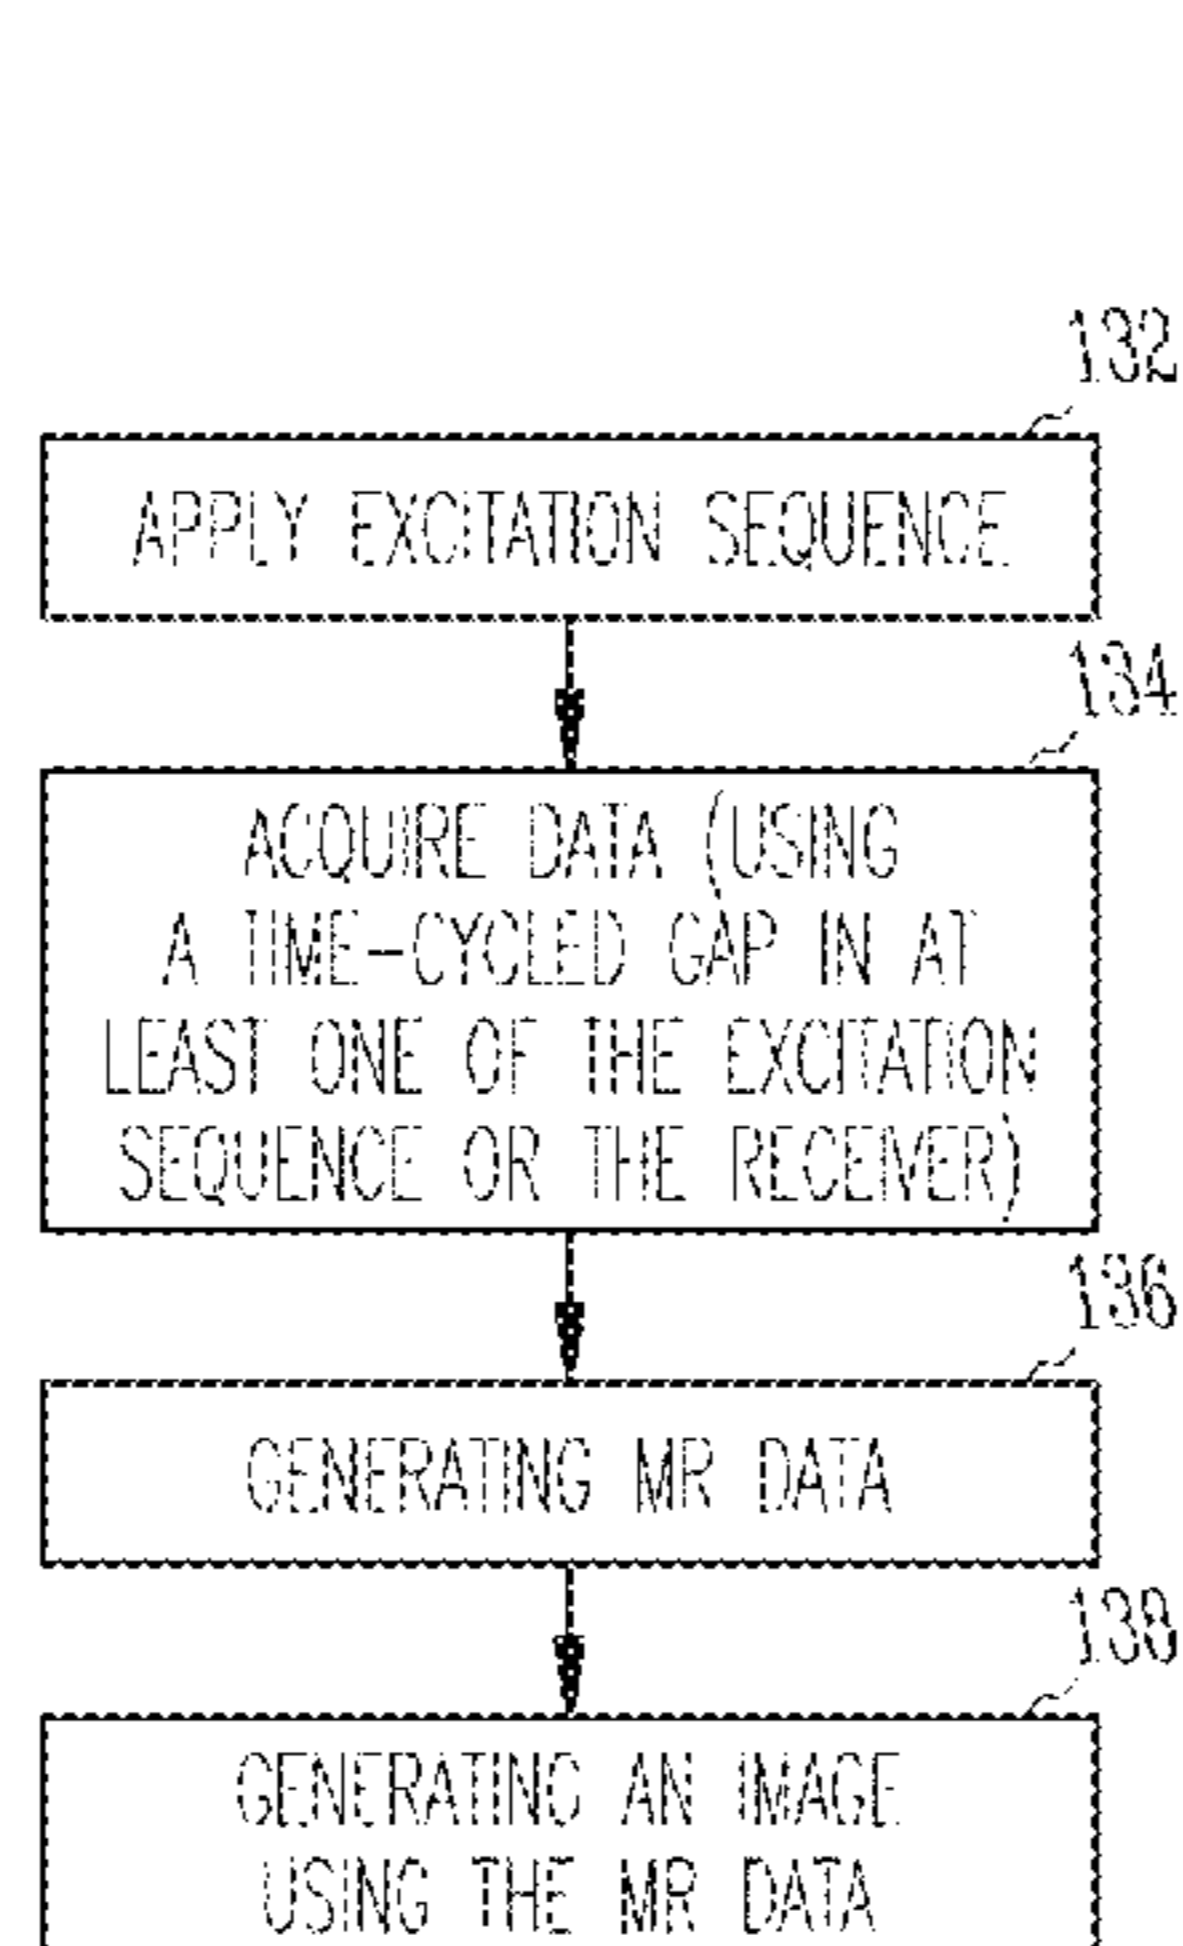 132
APPLY EXCITATION SEQUENCE
134
ACQUIRE DATA (USING
A TIME-CYCLED GAP IN AT
LEAST ONE OF THE EXCITATION
SEQUENCE OR THE RECEIVER)
136
GENERATING MR DATA
138
GENERATING AN IMAGE
USING THE MR DATA